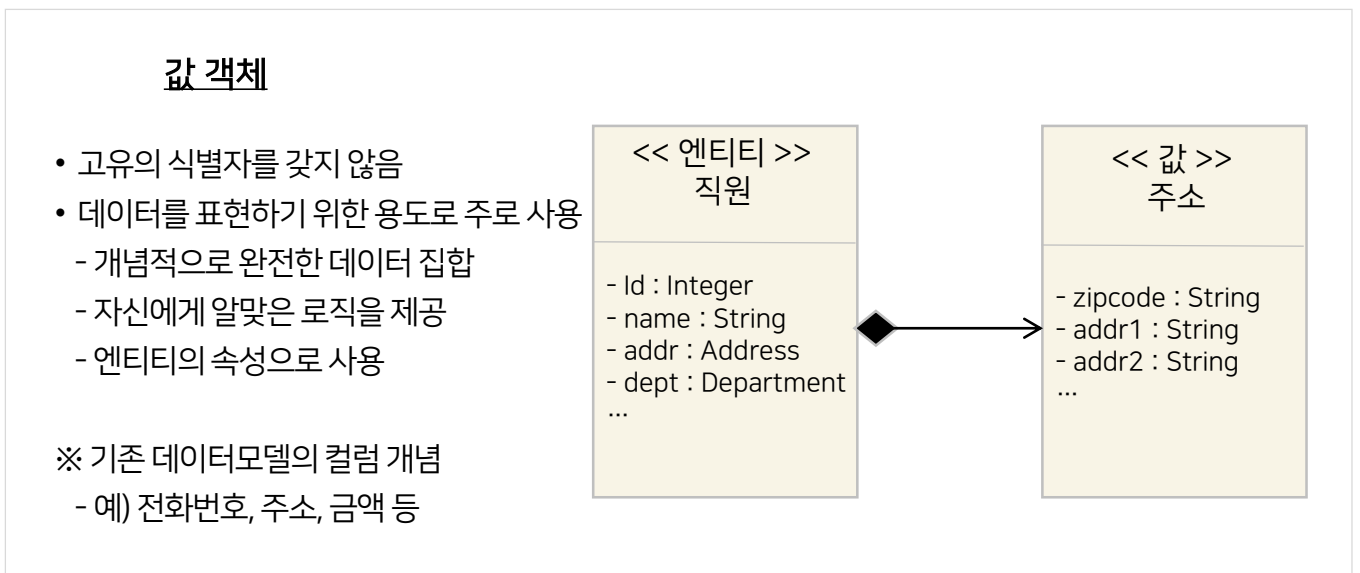 값 객체
• 고유의 식별자를 갖지 않음
• 데이터를 표현하기 위한 용도로 주로 사용
- 개념적으로 완전한 데이터 집합
- 자신에게 알맞은 로직을 제공
- 엔티티의 속성으로 사용
※ 기존 데이터모델의 컬럼 개념
- 예) 전화번호, 주소, 금액 등
<< 엔티티 >>
직원
- Id : Integer
- name : String
- addr : Address
- dept : Department
...
<< 값 >>
주소
- zipcode : String
- addr1 : String
- addr2 : String
...